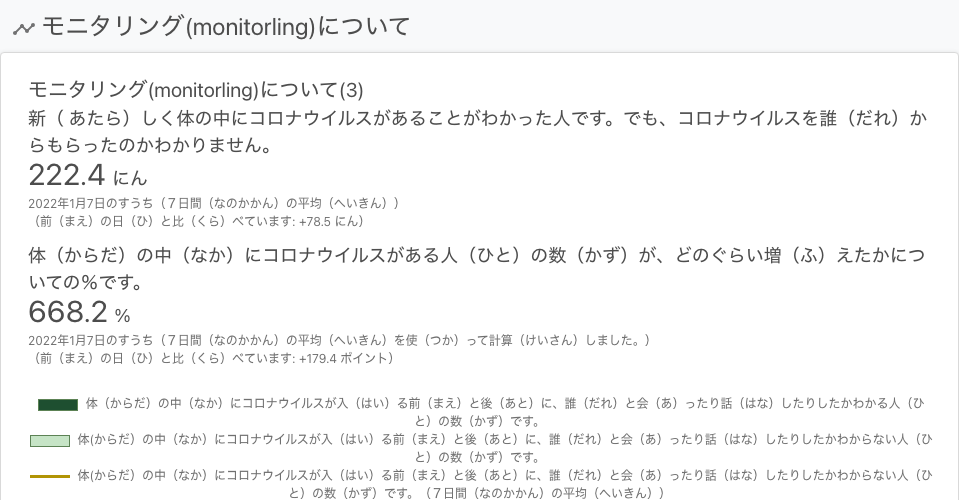 モニタリング(monitorling)について
モニタリング(monitorling)について(3)
新（ あたら）しく体の中にコロナウイルスがあることがわかった人です。でも、コロナウイルスを誰（だれ）か
らもらったのかわかりません。
222.4 にん
2022年1月7日のすうち（７日間（なのかかん）の平均（へいきん））
（前（まえ）の日（ひ）と比（くら）べています: +78.5 にん）
体（からだ）の中（なか）にコロナウイルスがある人（ひと）の数（かず）が、どのぐらい増（ふ）えたかにつ
いての％です。
668.2 %
2022年1月7日のすうち（７日間（なのかかん）の平均（へいきん）を使（つか）って計算（けいさん）しました。）
（前（まえ）の日（ひ）と比（くら）べています: +179.4 ポイント）
体（からだ）の中（なか）にコロナウイルスが入（はい）る前（まえ）と後（あと）に、誰（だれ）と会（あ）ったり話（はな）したりしたかわかる人（ひ
と）の数（かず）です。
体(からだ）の中（なか）にコロナウイルスが入（はい）る前（まえ）と後（あと）に、誰（だれ）と会（あ）ったり話（はな）したりしたかわからない人（ひ
と）の数（かず）です。
体(からだ）の中（なか）にコロナウイルスが入（はい）る前（まえ）と後（あと）に、誰（だれ）と会（あ）ったり話（はな）したりしたかわからない人（ひ
と）の数（かず）です。（７日間（なのかかん）の平均（へいきん））